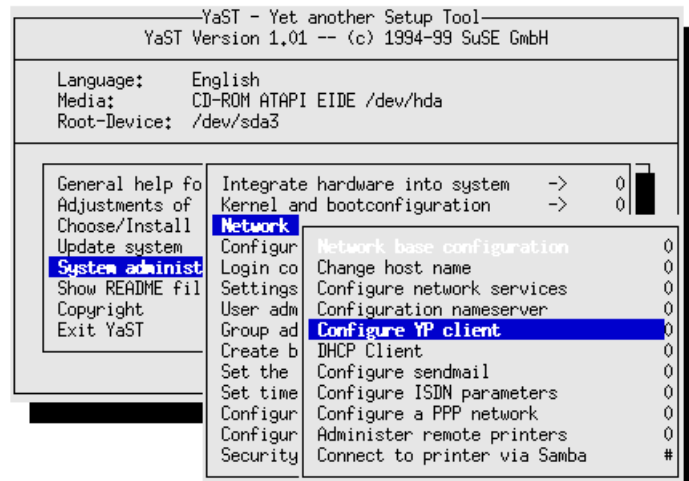 YaST - Yet another Setup Tool
YaST Version 1.01 -- (c) 1994-99 SuSE GmbH
Language: English
Media: CD-ROM ATAPI EIDE /dev/hda
Root-Device: /dev/sda3
General help fo
Adjustments of
Choose/Install
Update system
System administ
Show README fil
Copyright
Exit YaST
Integrate hardware into system -> 0
Kernel and bootconfiguration -> 0
Network
Configur
Login co
Settings
User adm
Group ad
Create b
Set the
Set time
Configur
Configur
Security
Network base configuration 0
Change host name 0
Configure network services 0
Configuration nameserver 0
Configure YP client 0
DHCP Client 0
Configure sendmail 0
Configure ISDN parameters 0
Configure a PPP network 0
Administer remote printers 0
Connect to printer via Samba #